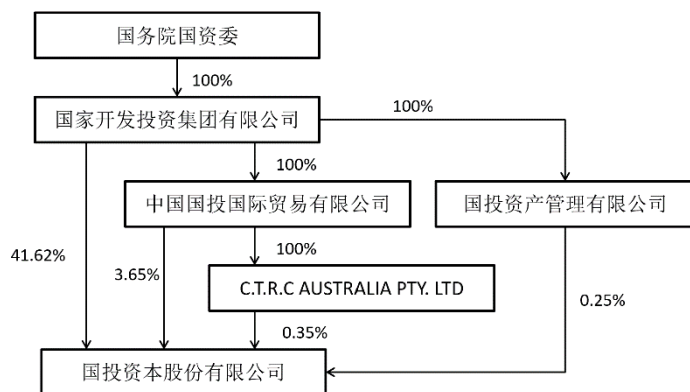 国务院国资委
100%
国家开发投资集团有限公司
100%
100%
中国国投国际贸易有限公司
国投资产管理有限公司
41.62%
3.65%
100%
C.T.R.C AUSTRALIA PTY. LTD
0.35%
0.25%
国投资本股份有限公司